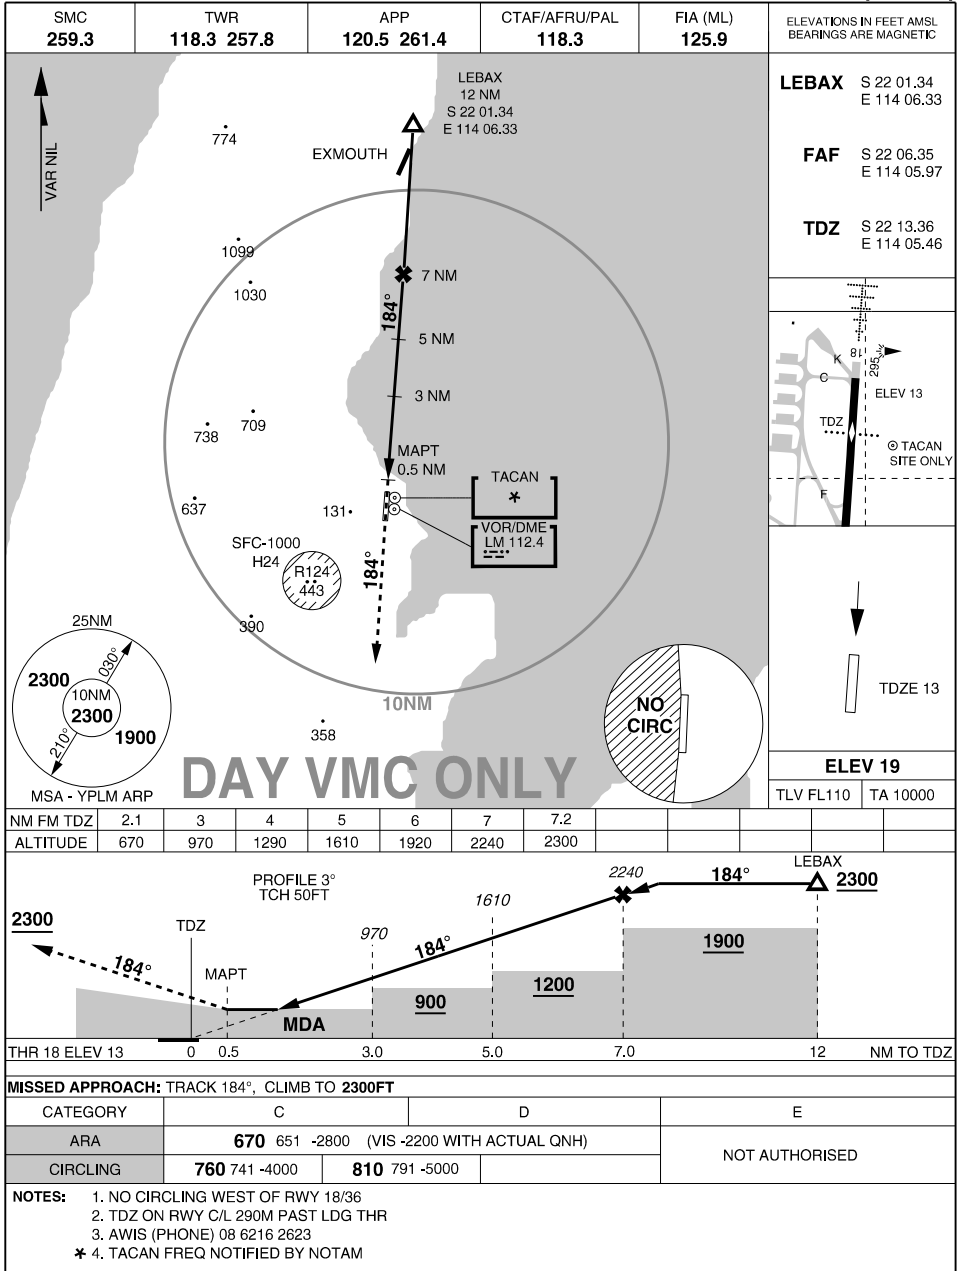 SMC
259.3
TWR
118.3 257.8
APP
120.5 261.4
CTAF/AFRU/PAL
118.3
FIA (ML)
125.9
ELEVATIONS IN FEET AMSL
BEARINGS ARE MAGNETIC
VAR NIL
LEBAX
12 NM
S 22 01.34
E 114 06.33
EXMOUTH
774
1099
1030
7 NM
184°
5 NM
3 NM
709
738
MAPT
0.5 NM
TACAN
*
637
131
VOR/DME
LM 112.4
SFC-1000
H24
R124
443
184°
390
25NM
2300
030°
10NM
2300
210°
1900
MSA - YPLM ARP
10NM
358
NO
CIRC
DAY VMC ONLY
LEBAX S 22 01.34
E 114 06.33
FAF S 22 06.35
E 114 05.97
TDZ S 22 13.36
E 114 05.46
K
18
295
C
ELEV 13
TDZ
TACAN
SITE ONLY
F
TDZE 13
ELEV 19
TLV FL110 TA 10000
NM FM TDZ 2.1 3 4 5 6 7 7.2
ALTITUDE 670 970 1290 1610 1920 2240 2300
PROFILE 3°
TCH 50FT
LEBAX
2240
184°
2300
1610
2300
TDZ
970
184°
184°
MAPT
1900
1200
900
MDA
THR 18 ELEV 13 0 0.5 3.0 5.0 7.0 12 NM TO TDZ
MISSED APPROACH: TRACK 184°, CLIMB TO 2300FT
CATEGORY C D E
ARA 670 651 -2800 (VIS -2200 WITH ACTUAL QNH) NOT AUTHORISED
CIRCLING 760 741 -4000 810 791 -5000
NOTES: 1. NO CIRCLING WEST OF RWY 18/36
2. TDZ ON RWY C/L 290M PAST LDG THR
3. AWIS (PHONE) 08 6216 2623
* 4. TACAN FREQ NOTIFIED BY NOTAM